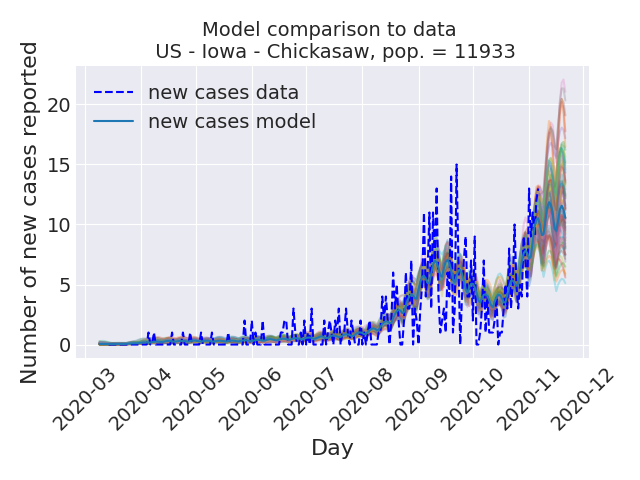 Model comparison to data
US - Iowa - Chickasaw, pop. = 11933
Number of new cases reported
20
15
10
5
0
new cases data
new cases model
2020-03
2020-04
2020-05
2020-06
2020-07
2020-08
2020-09
2020-10
2020-11
2020-12
Day